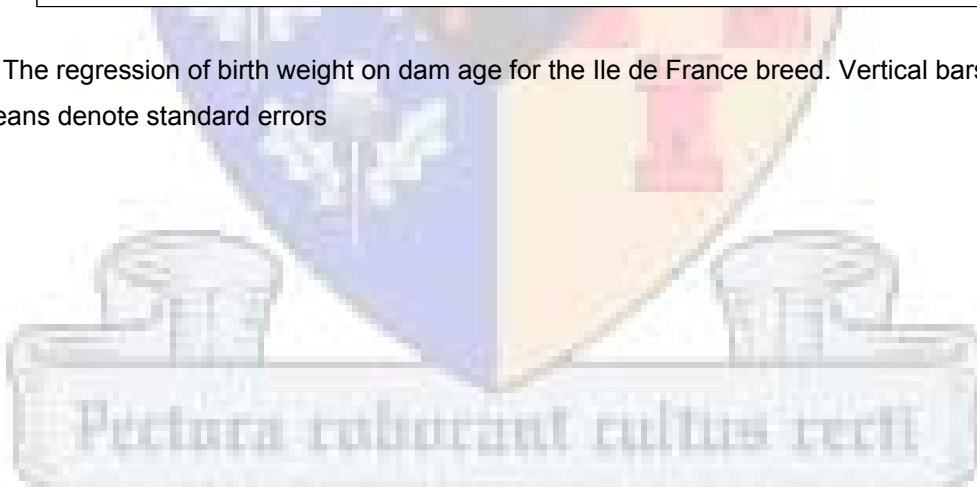 The regression of birth weight on dam age for the Ile de France breed. Vertical bars
eans denote standard errors
Pectora roborant cultus recti